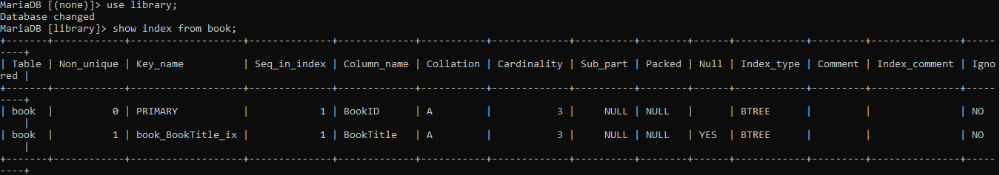 MariaDB [(none)]> use library;
Database changed
MariaDB [library]> show index from book;
+-------+------------+-------------------+--------------+-------------+-----------+-------------+----------+--------+------+------------+---------+---------------+-----
----+
| Table | Non_unique | Key_name          | Seq_in_index | Column_name | Collation | Cardinality | Sub_part | Packed | Null | Index_type | Comment | Index_comment | Igno
red |
+-------+------------+-------------------+--------------+-------------+-----------+-------------+----------+--------+------+------------+---------+---------------+-----
----+
| book  |          0 | PRIMARY           |            1 | BookID      | A         |           3 |     NULL | NULL   |      | BTREE      |         |               | NO
    |
| book  |          1 | book_BookTitle_ix |            1 | BookTitle   | A         |           3 |     NULL | NULL   | YES  | BTREE      |         |               | NO
    |
+-------+------------+-------------------+--------------+-------------+-----------+-------------+----------+--------+------+------------+---------+---------------+-----
----+